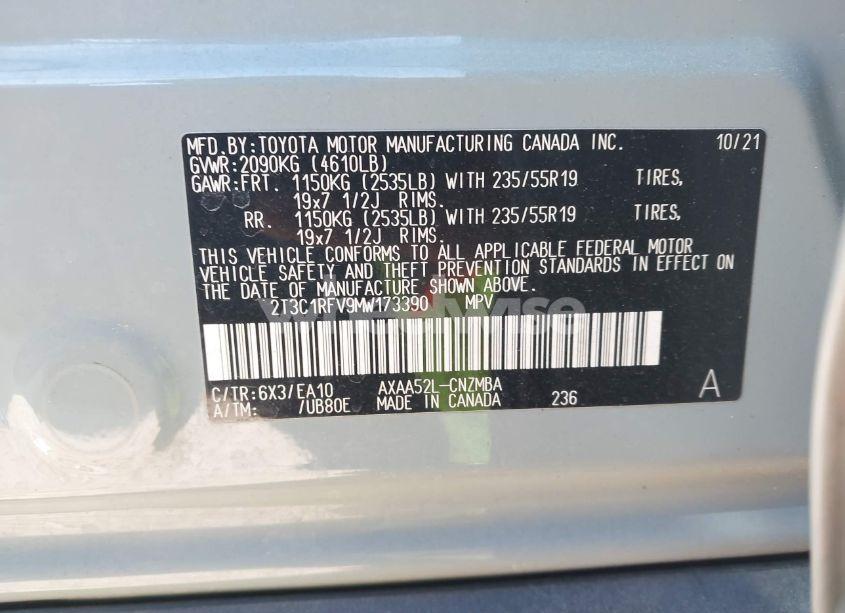 MFD.BY:TOYOTA MOTOR MANUFACTURING CANADA INC. 10/21
GVWR:2090KG (4610LB)
GAWR:FRT. 1150KG (2535LB) WITH 235/55R19 TIRES,
19x7 1/2J RIMS.
RR. 1150KG (2535LB) WITH 235/55R19 TIRES,
19x7 1/2J RIMS.
THIS VEHICLE CONFORMS TO ALL APPLICABLE FEDERAL MOTOR
VEHICLE SAFETY AND THEFT PREVENTION STANDARDS IN EFFECT ON
THE DATE OF MANUFACTURE SHOWN ABOVE.
2T3C1RFV9MW173390 MPV
C/TR:6X3/EA10 AXAA52L-CNZMBA
A/TM: /UB80E MADE IN CANADA 236 A